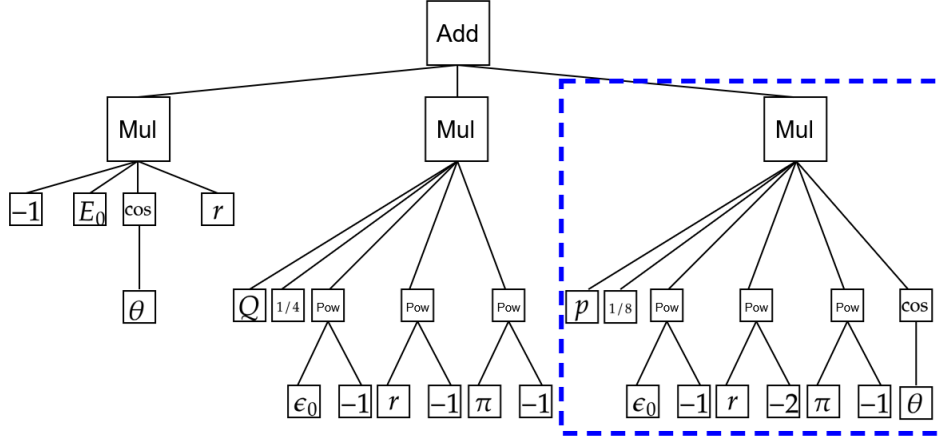 Add
Mul Mul Mul
−1 E₀ cos r
θ Q 1/4 Pow Pow Pow p 1/8 Pow Pow Pow cos
ϵ₀ −1 r −1 π −1 ϵ₀ −1 r −2 π −1 θ